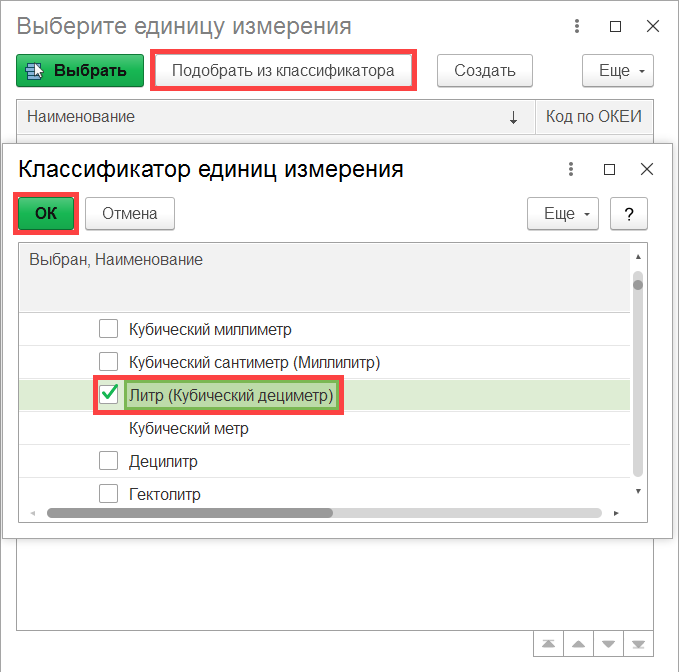 Выберите единицу измерения
Выбрать
Подобрать из классификатора
Создать
Еще
Наименование
Код по ОКЕИ
Классификатор единиц измерения
ОК
Отмена
Еще
?
Выбран, Наименование
Кубический миллиметр
Кубический сантиметр (Миллилитр)
Литр (Кубический дециметр)
Кубический метр
Децилитр
Гектолитр